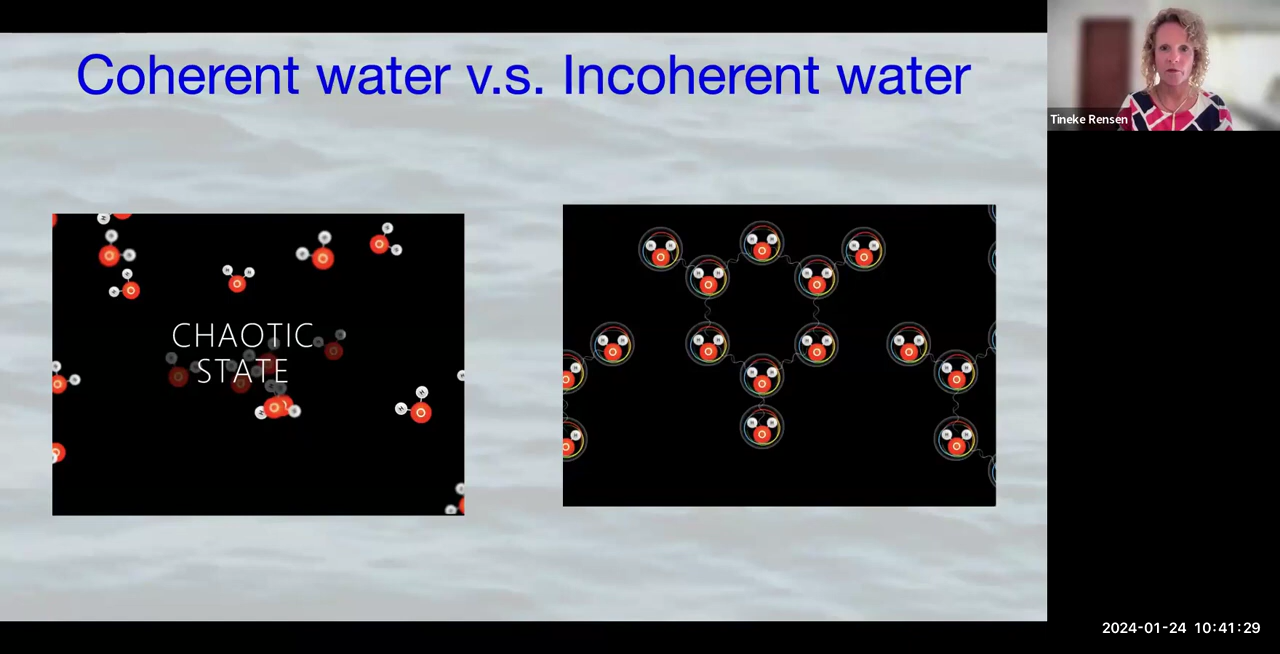 Coherent water v.s. Incoherent water
Tineke Rensen
CHAOTIC
STATE
2024-01-24 10:41:29